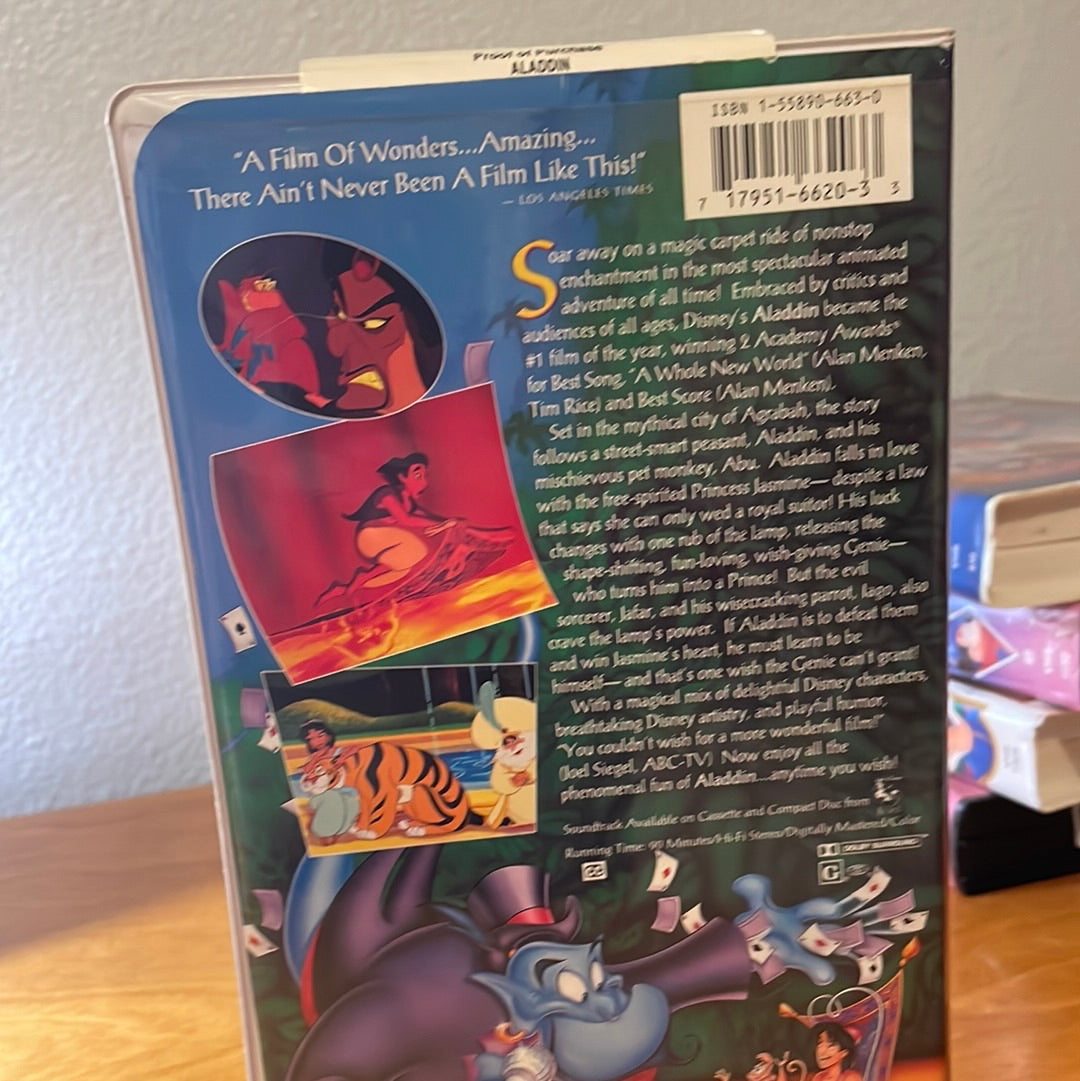 Proof of Purchase
ALADDIN
ISBN 1-55890-663-0
7 17951-6620-3 3
"A Film Of Wonders...Amazing...
There Ain't Never Been A Film Like This!"
— LOS ANGELES TIMES
Soar away on a magic carpet ride of nonstop
enchantment in the most spectacular animated
adventure of all time! Embraced by critics and
audiences of all ages, Disney's Aladdin became the
#1 film of the year, winning 2 Academy Awards®
for Best Song, "A Whole New World" (Alan Menken,
Tim Rice) and Best Score (Alan Menken).
Set in the mythical city of Agrabah, the story
follows a street-smart peasant, Aladdin, and his
mischievous pet monkey, Abu. Aladdin falls in love
with the free-spirited Princess Jasmine— despite a law
that says she can only wed a royal suitor! His luck
changes with one rub of the lamp, releasing the
shape-shifting, fun-loving, wish-giving Genie—
who turns him into a Prince! But the evil
sorcerer, Jafar, and his wisecracking parrot, Iago, also
crave the lamp's power. If Aladdin is to defeat them
and win Jasmine's heart, he must learn to be
himself— and that's one wish the Genie can't grant!
With a magical mix of delightful Disney characters,
breathtaking Disney artistry, and playful humor,
"You couldn't wish for a more wonderful film!"
(Joel Siegel, ABC-TV) Now enjoy all the
phenomenal fun of Aladdin...anytime you wish!
Soundtrack Available on Cassette and Compact Disc from
Running Time: 90 Minutes/Hi-Fi Stereo/Digitally Mastered/Color
CC
DOLBY SURROUND
G